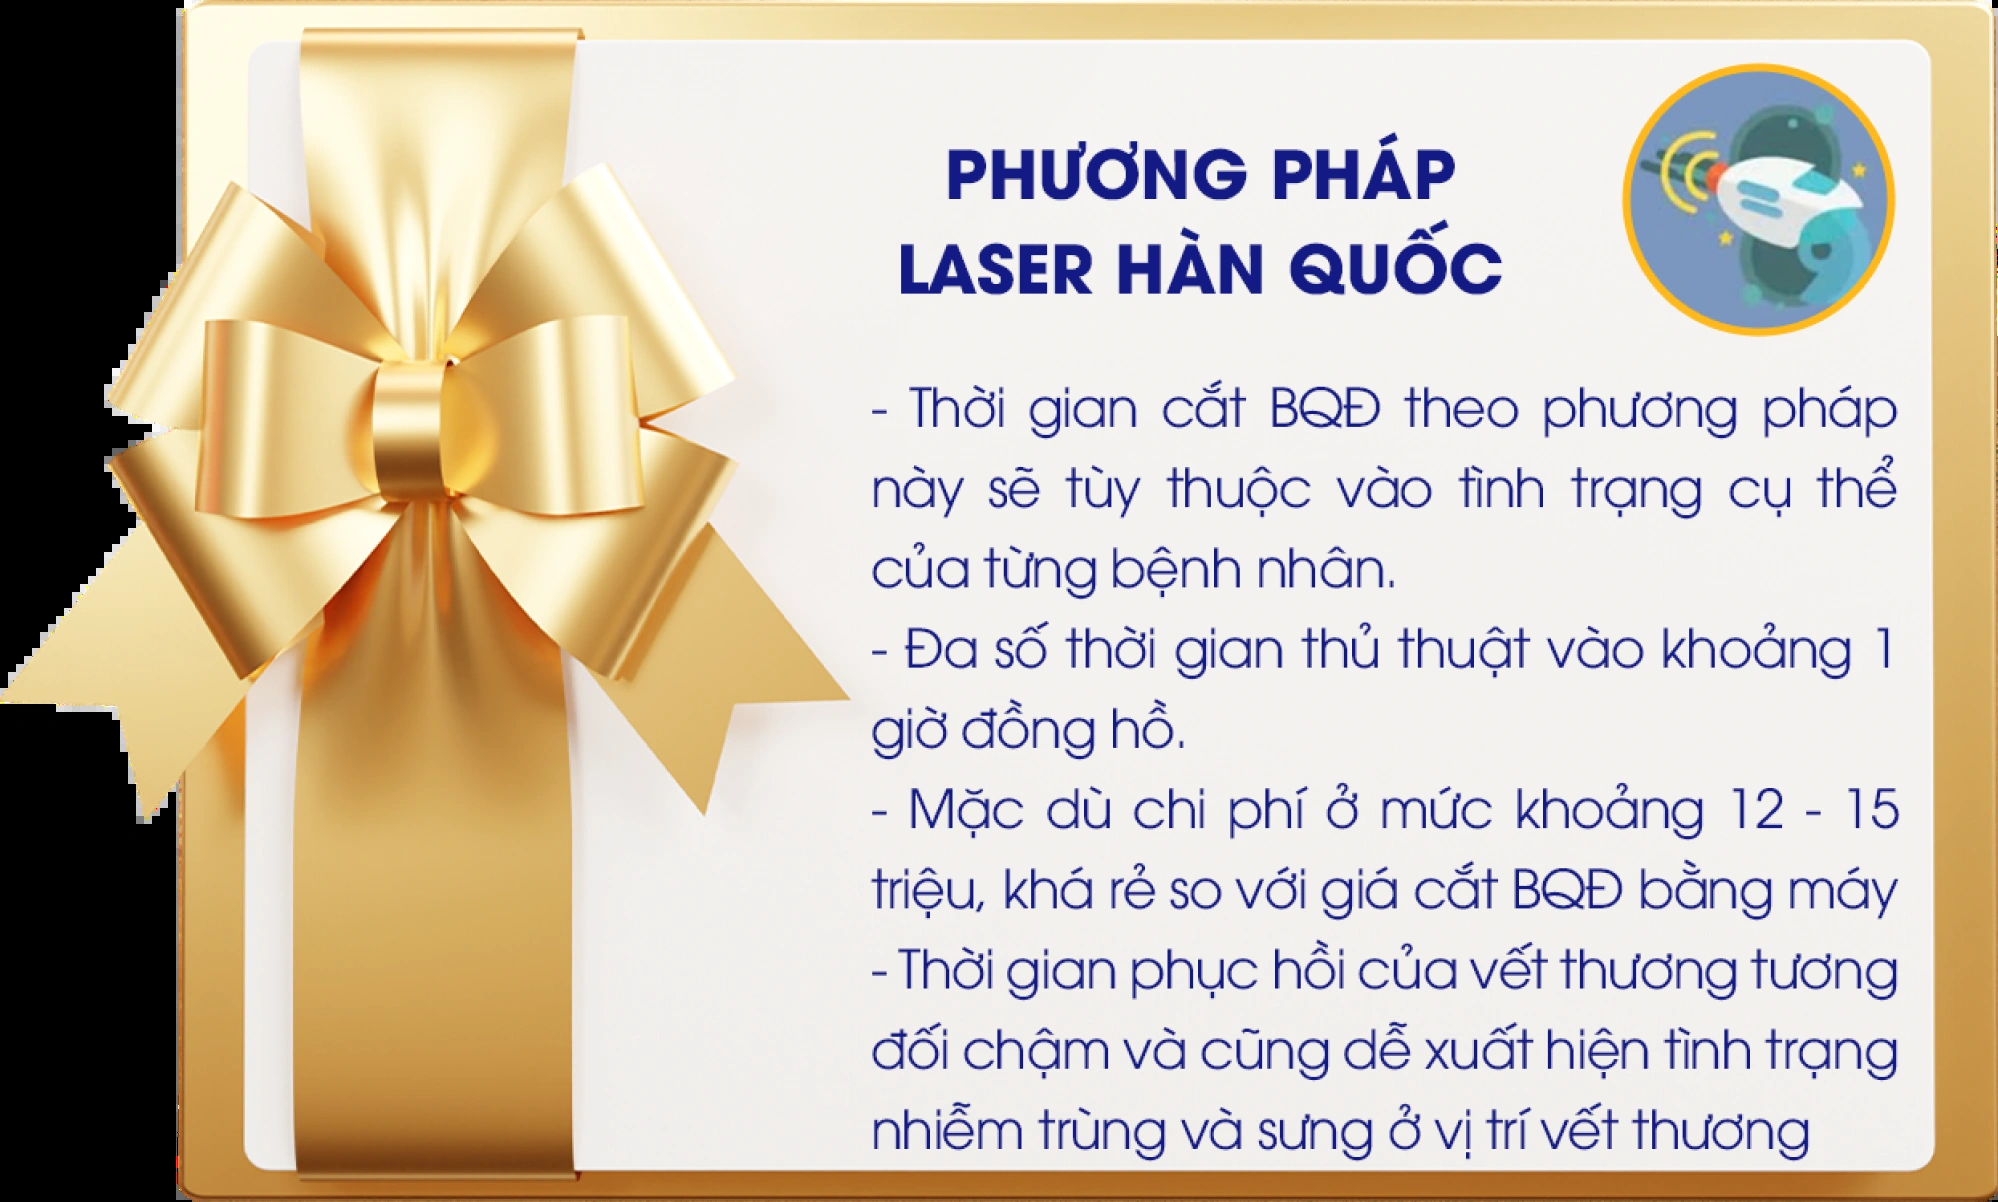 PHƯƠNG PHÁP
LASER HÀN QUỐC
- Thời gian cắt BQĐ theo phương pháp
này sẽ tùy thuộc vào tình trạng cụ thể
của từng bệnh nhân.
- Đa số thời gian thủ thuật vào khoảng 1
giờ đồng hồ.
- Mặc dù chi phí ở mức khoảng 12 - 15
triệu, khá rẻ so với giá cắt BQĐ bằng máy
- Thời gian phục hồi của vết thương tương
đối chậm và cũng dễ xuất hiện tình trạng
nhiễm trùng và sưng ở vị trí vết thương